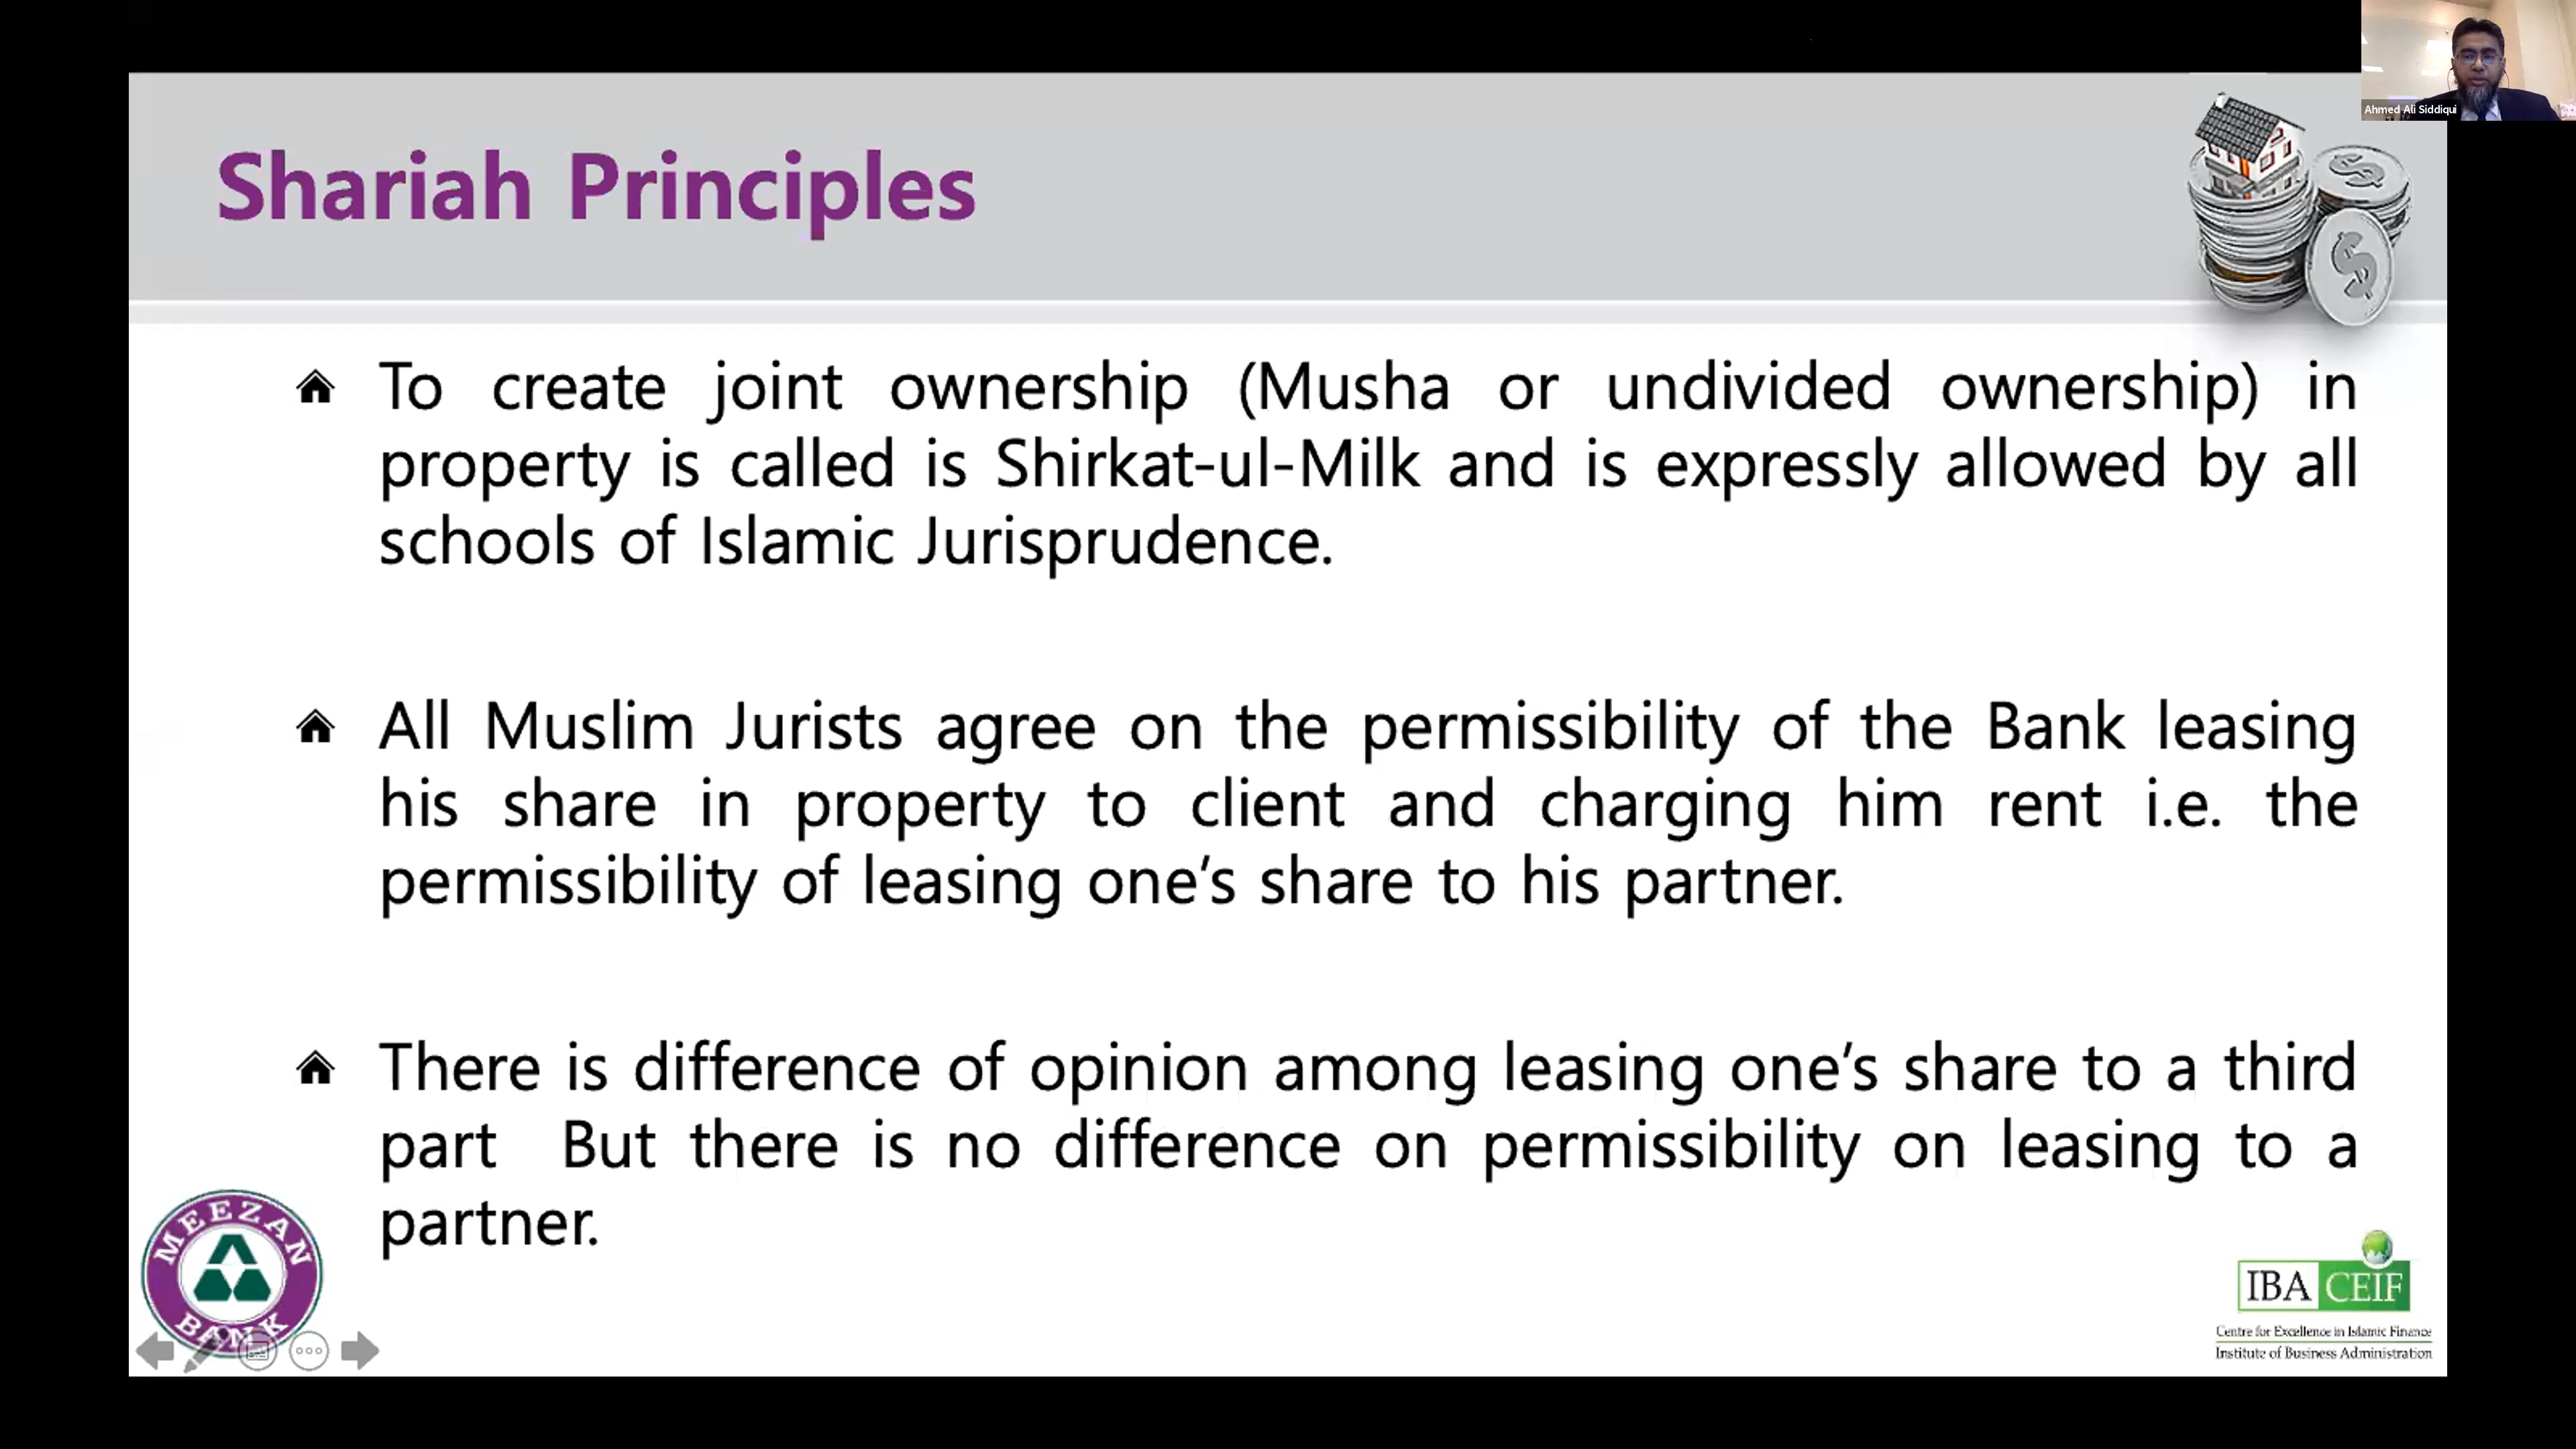 Ahmed Ali Siddiqui
Shariah Principles
To create joint ownership (Musha or undivided ownership) in
property is called is Shirkat-ul-Milk and is expressly allowed by all
schools of Islamic Jurisprudence.
All Muslim Jurists agree on the permissibility of the Bank leasing
his share in property to client and charging him rent i.e. the
permissibility of leasing one's share to his partner.
There is difference of opinion among leasing one's share to a third
part But there is no difference on permissibility on leasing to a
partner.
MEEZAN
BANK
IBA CEIF
Centre for Excellence in Islamic Finance
Institute of Business Administration